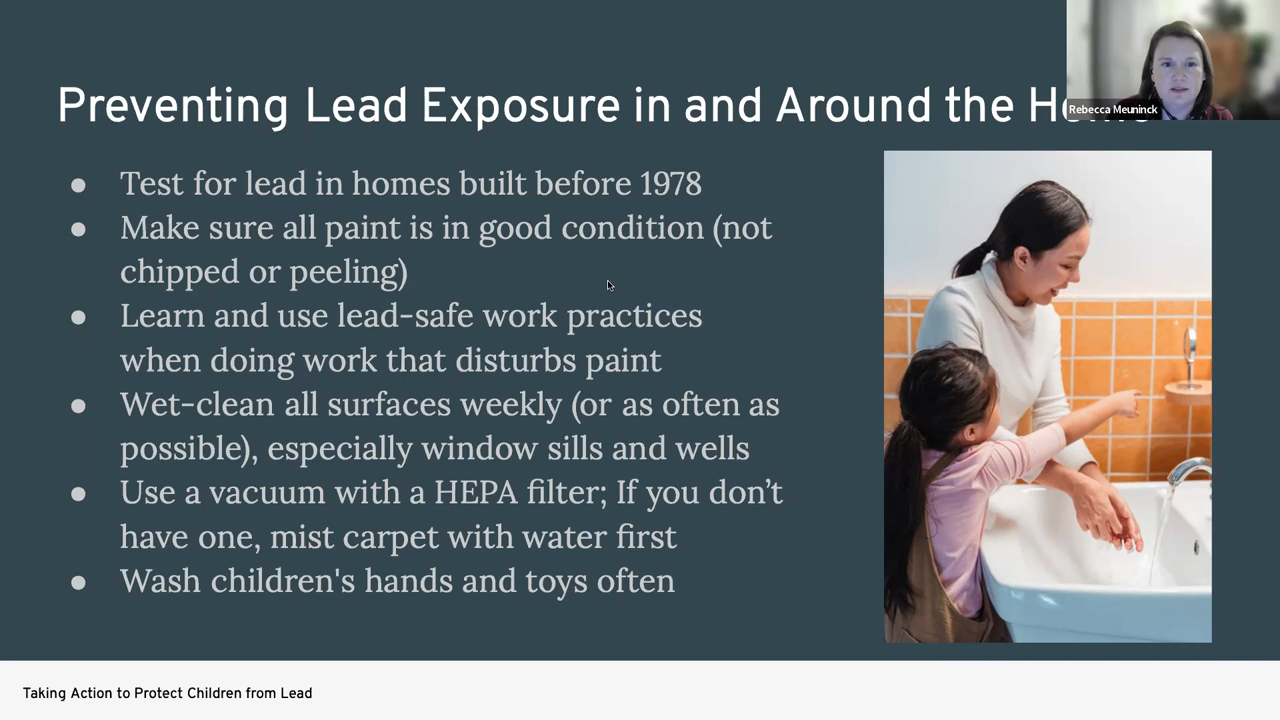 Preventing Lead Exposure in and Around the
Rebecca Meuninck
● Test for lead in homes built before 1978
● Make sure all paint is in good condition (not
chipped or peeling)
● Learn and use lead-safe work practices
when doing work that disturbs paint
● Wet-clean all surfaces weekly (or as often as
possible), especially window sills and wells
● Use a vacuum with a HEPA filter; If you don’t
have one, mist carpet with water first
● Wash children's hands and toys often
Taking Action to Protect Children from Lead